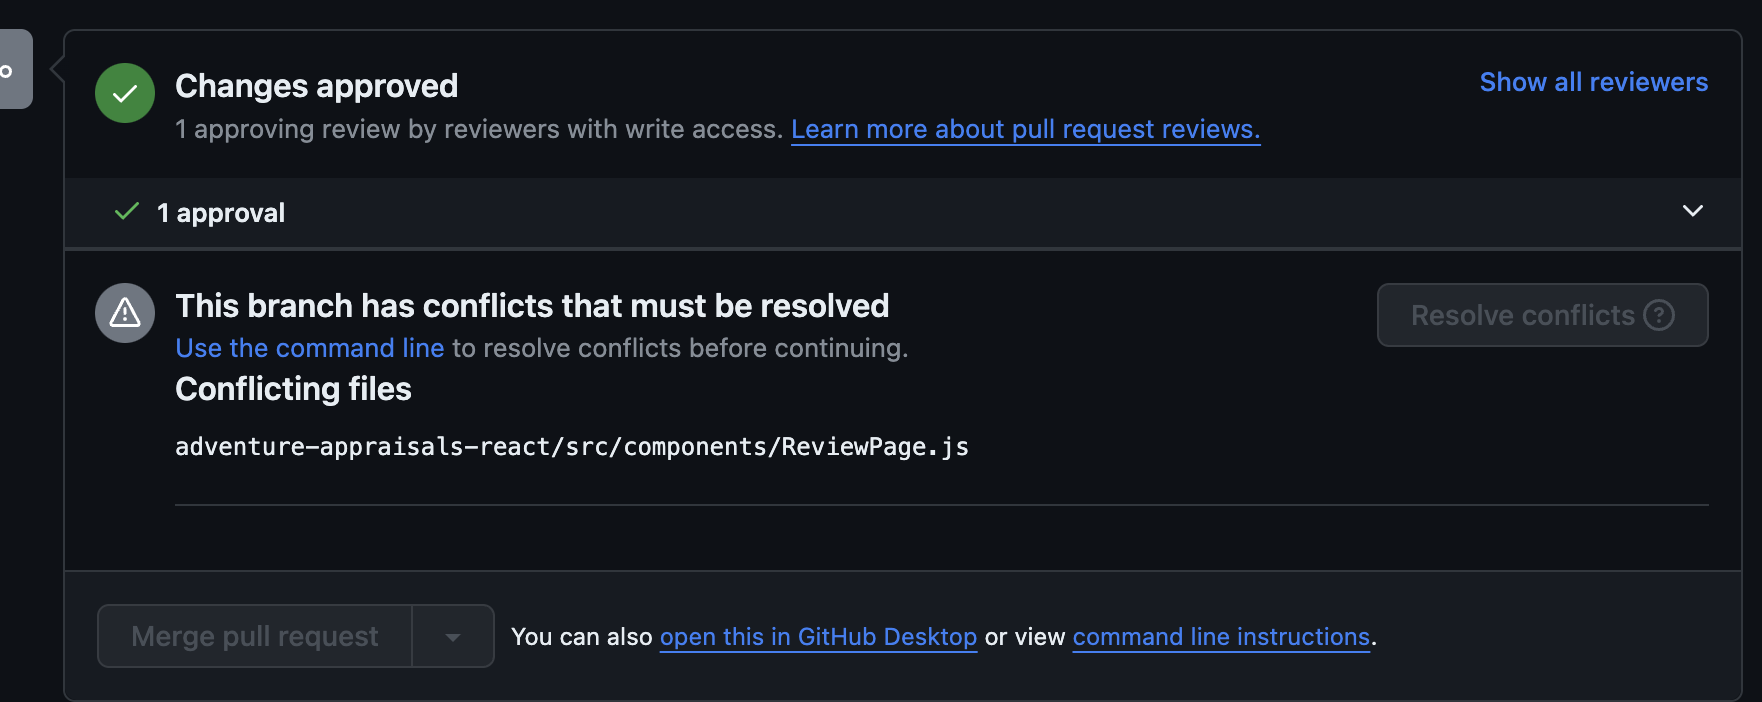 Changes approved
Show all reviewers
1 approving review by reviewers with write access. Learn more about pull request reviews.
1 approval
This branch has conflicts that must be resolved
Resolve conflicts
Use the command line to resolve conflicts before continuing.
Conflicting files
adventure-appraisals-react/src/components/ReviewPage.js
Merge pull request
You can also open this in GitHub Desktop or view command line instructions.